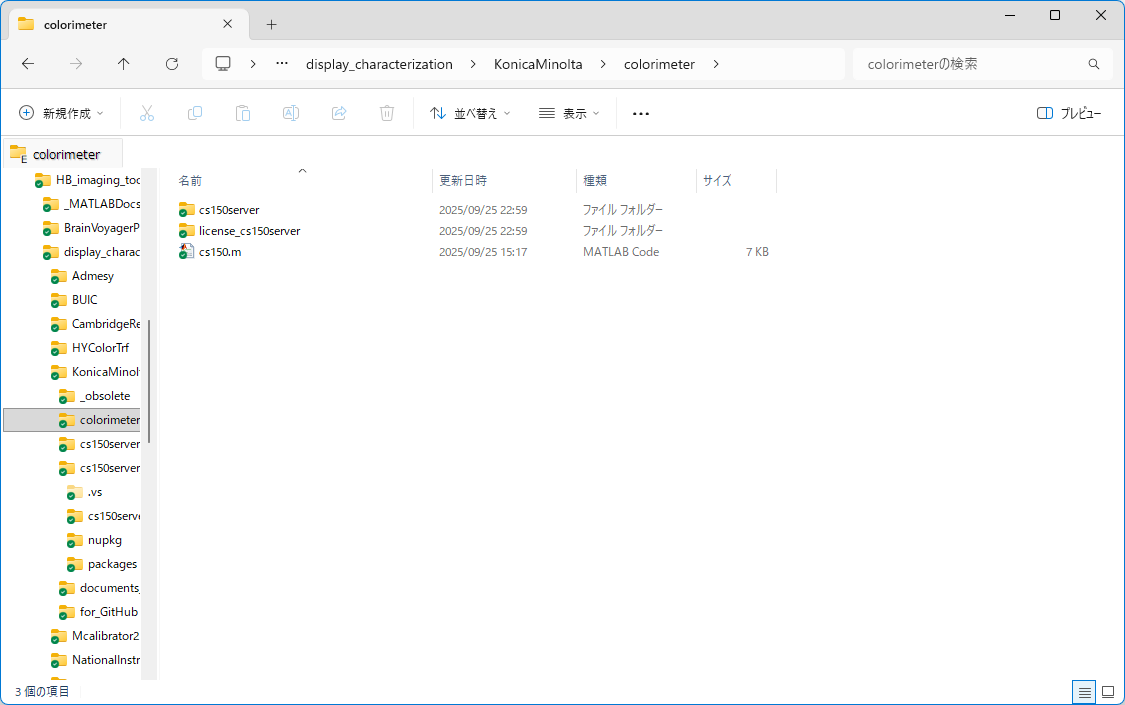 colorimeter
display_characterization
KonicaMinolta
colorimeter
colorimeterの検索
新規作成
並べ替え
表示
プレビュー
colorimeter
名前
更新日時
種類
サイズ
cs150server 2025/09/25 22:59 ファイル フォルダー
license_cs150server 2025/09/25 22:59 ファイル フォルダー
cs150.m 2025/09/25 15:17 MATLAB Code 7 KB
HB_imaging_too
_MATLABDocs
BrainVoyagerP
display_charac
Admesy
BUIC
CambridgeRe
HYColorTrf
KonicaMinol
_obsolete
colorimeter
cs150server
cs150server
.vs
cs150serve
nupkg
packages
documents_
for_GitHub
Mcalibrator2
NationalInstr
3 個の項目